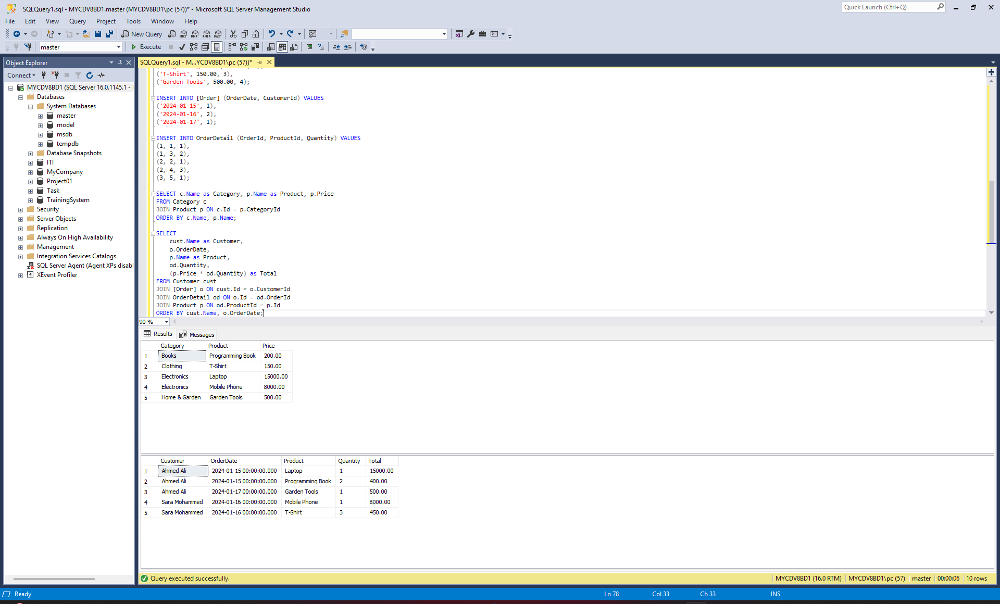 SQLQuery1.sql - MYCDV8BD1.master (MYCDV8BD1\pc (57))* - Microsoft SQL Server Management Studio
Quick Launch (Ctrl+Q)
File Edit View Query Project Tools Window Help
New Query
MDX DMX XMLA DAX
master
Execute
Object Explorer
SQLQuery1.sql - M...YCDV8BD1\pc (57))*
Connect
MYCDV8BD1 (SQL Server 16.0.1145.1 -
Databases
System Databases
master
model
msdb
tempdb
Database Snapshots
ITI
MyCompany
Project01
Task
TrainingSystem
Security
Server Objects
Replication
Always On High Availability
Management
Integration Services Catalogs
SQL Server Agent (Agent XPs disabl
XEvent Profiler
('T-Shirt', 150.00, 3),
('Garden Tools', 500.00, 4);
INSERT INTO [Order] (OrderDate, CustomerId) VALUES
('2024-01-15', 1),
('2024-01-16', 2),
('2024-01-17', 1);
INSERT INTO OrderDetail (OrderId, ProductId, Quantity) VALUES
(1, 1, 1),
(1, 3, 2),
(2, 2, 1),
(2, 4, 3),
(3, 5, 1);
SELECT c.Name as Category, p.Name as Product, p.Price
FROM Category c
JOIN Product p ON c.Id = p.CategoryId
ORDER BY c.Name, p.Name;
SELECT
cust.Name as Customer,
o.OrderDate,
p.Name as Product,
od.Quantity,
(p.Price * od.Quantity) as Total
FROM Customer cust
JOIN [Order] o ON cust.Id = o.CustomerId
JOIN OrderDetail od ON o.Id = od.OrderId
JOIN Product p ON od.ProductId = p.Id
ORDER BY cust.Name, o.OrderDate;
90 %
Results Messages
Category Product Price
1 Books Programming Book 200.00
2 Clothing T-Shirt 150.00
3 Electronics Laptop 15000.00
4 Electronics Mobile Phone 8000.00
5 Home & Garden Garden Tools 500.00
Customer OrderDate Product Quantity Total
1 Ahmed Ali 2024-01-15 00:00:00.000 Laptop 1 15000.00
2 Ahmed Ali 2024-01-15 00:00:00.000 Programming Book 2 400.00
3 Ahmed Ali 2024-01-17 00:00:00.000 Garden Tools 1 500.00
4 Sara Mohammed 2024-01-16 00:00:00.000 Mobile Phone 1 8000.00
5 Sara Mohammed 2024-01-16 00:00:00.000 T-Shirt 3 450.00
Query executed successfully.
MYCDV8BD1 (16.0 RTM) MYCDV8BD1\pc (57) master 00:00:06 10 rows
Ready Ln 78 Col 33 Ch 33 INS